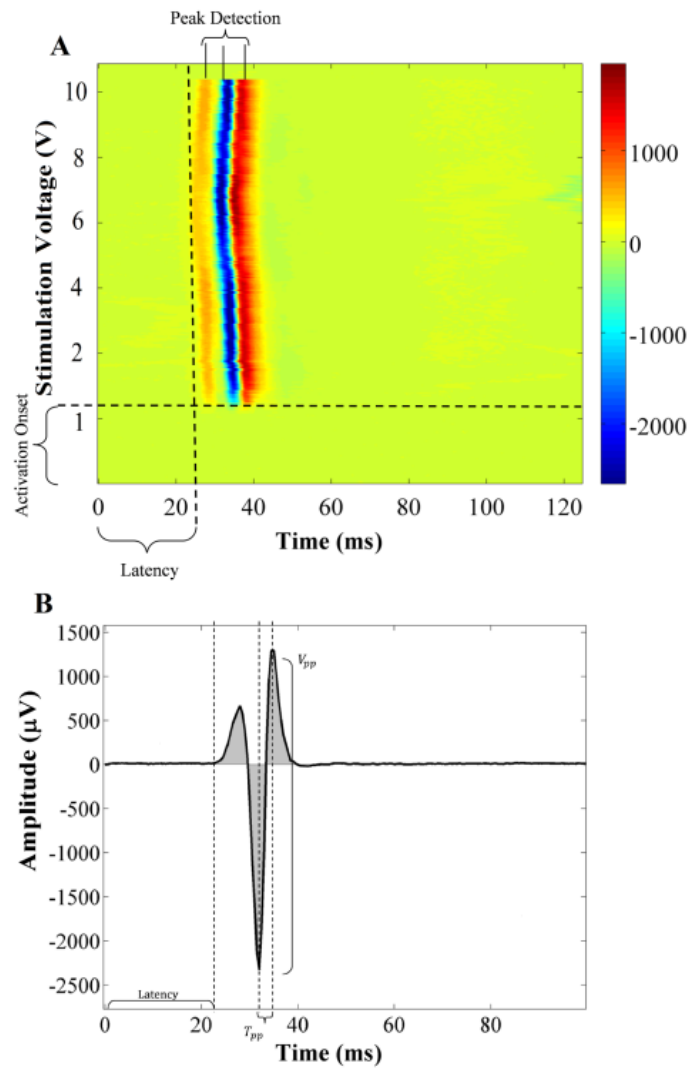 Peak Detection
A
Stimulation Voltage (V)
10
8
6
4
2
1
Activation Onset
0
20
40
60
80
100
120
Time (ms)
Latency
1000
0
-1000
-2000
B
Amplitude (μV)
1500
1000
500
0
-500
-1000
-1500
-2000
-2500
Vpp
Latency
0
20
40
60
80
Tpp
Time (ms)